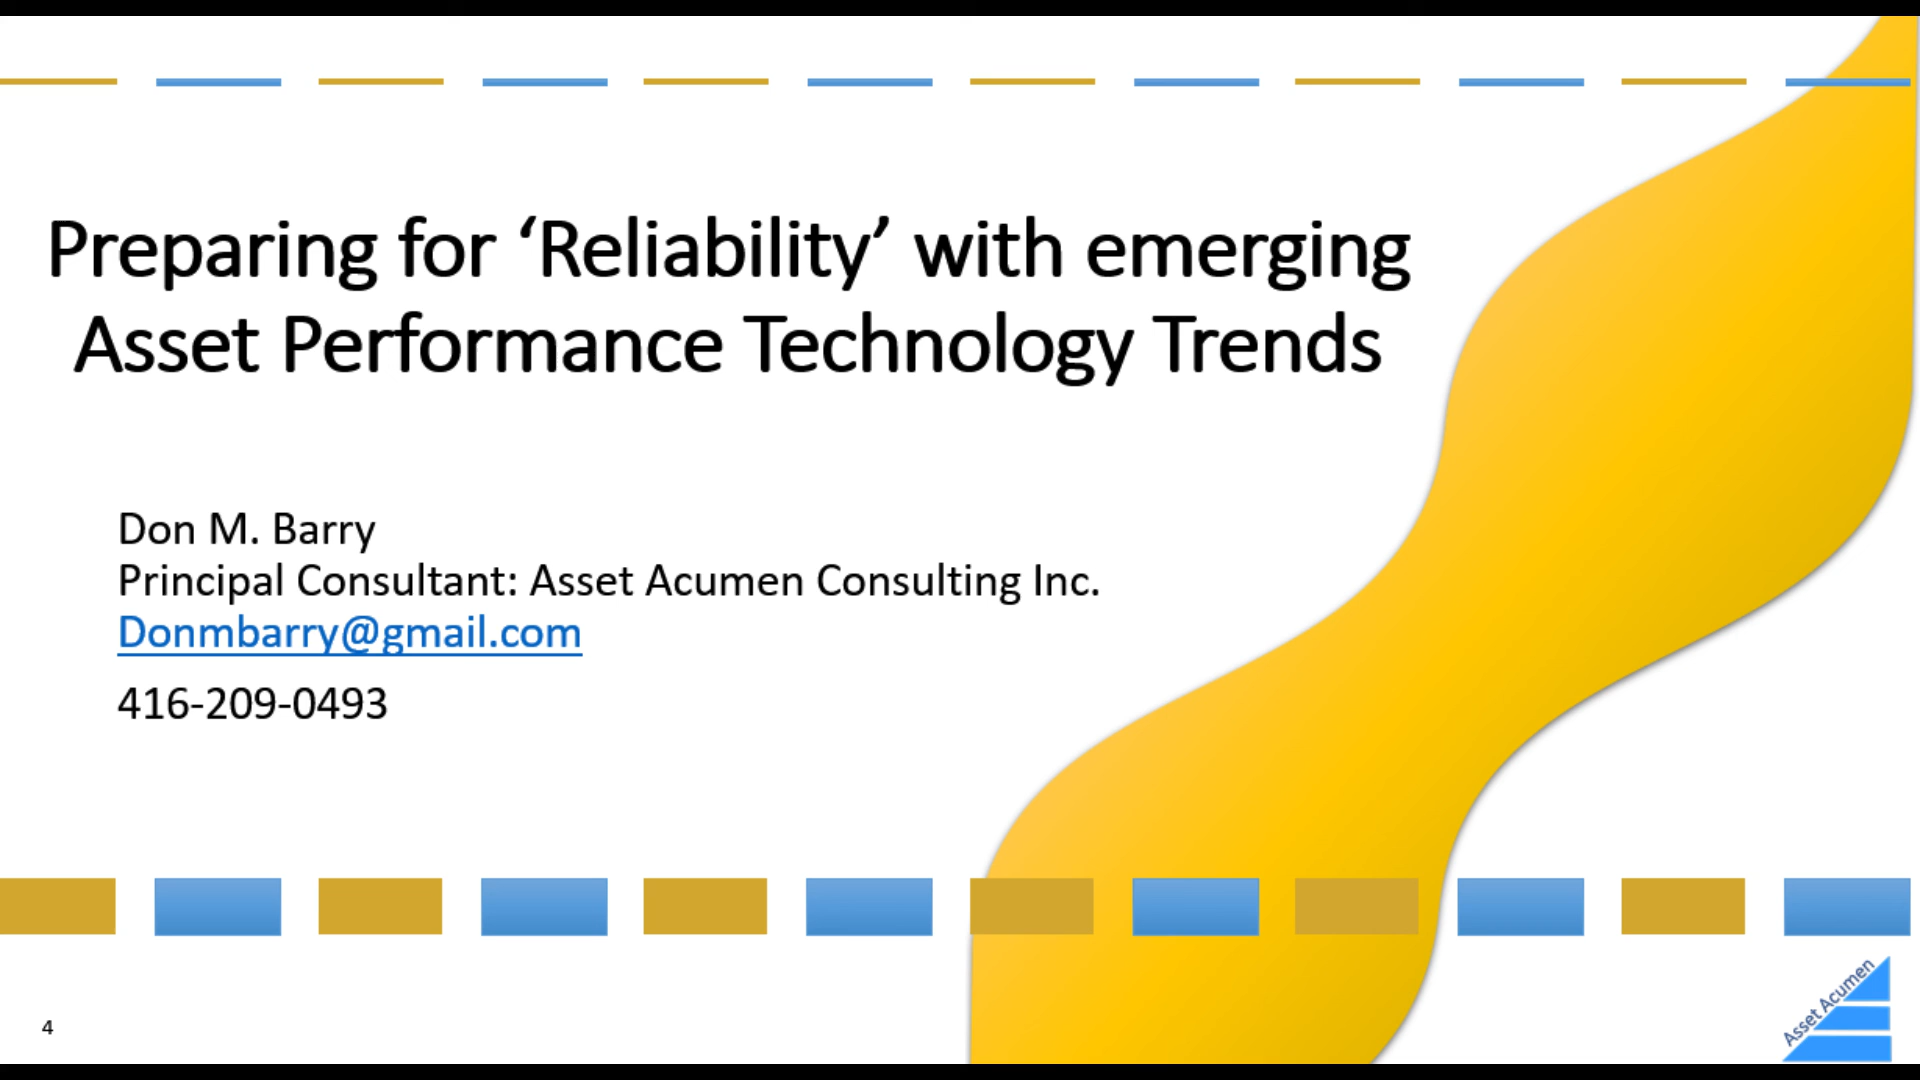 Preparing for ‘Reliability’ with emerging
Asset Performance Technology Trends
Don M. Barry
Principal Consultant: Asset Acumen Consulting Inc.
Donmbarry@gmail.com
416-209-0493
4
Asset Acumen